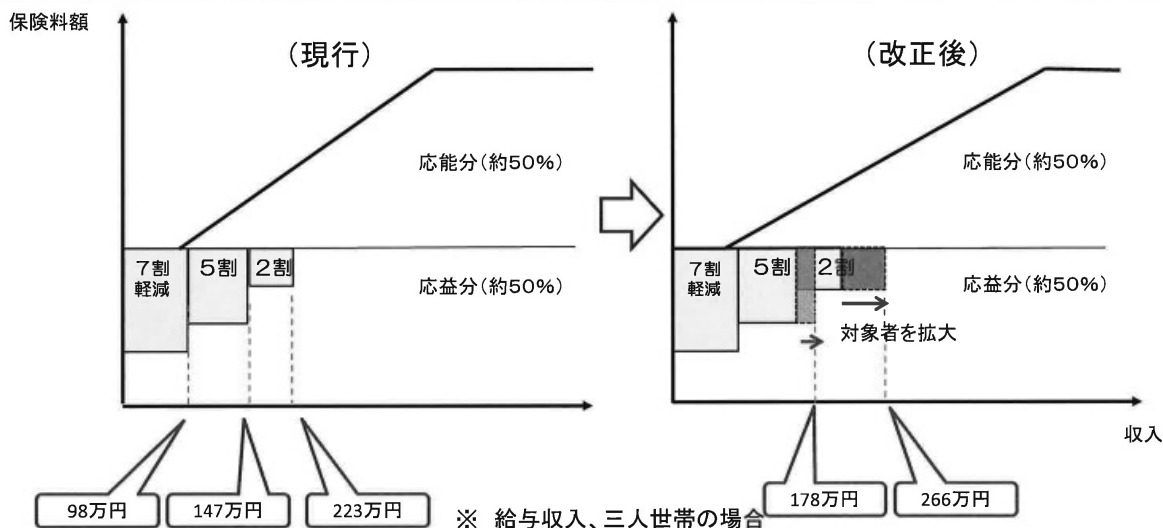 保険料額
(現行)
応能分(約50%)
7割
軽減
5割
2割
応益分(約50%)
98万円
147万円
223万円
(改正後)
応能分(約50%)
7割
軽減
5割
2割
応益分(約50%)
対象者を拡大
収入
178万円
266万円
※ 給与収入、三人世帯の場合